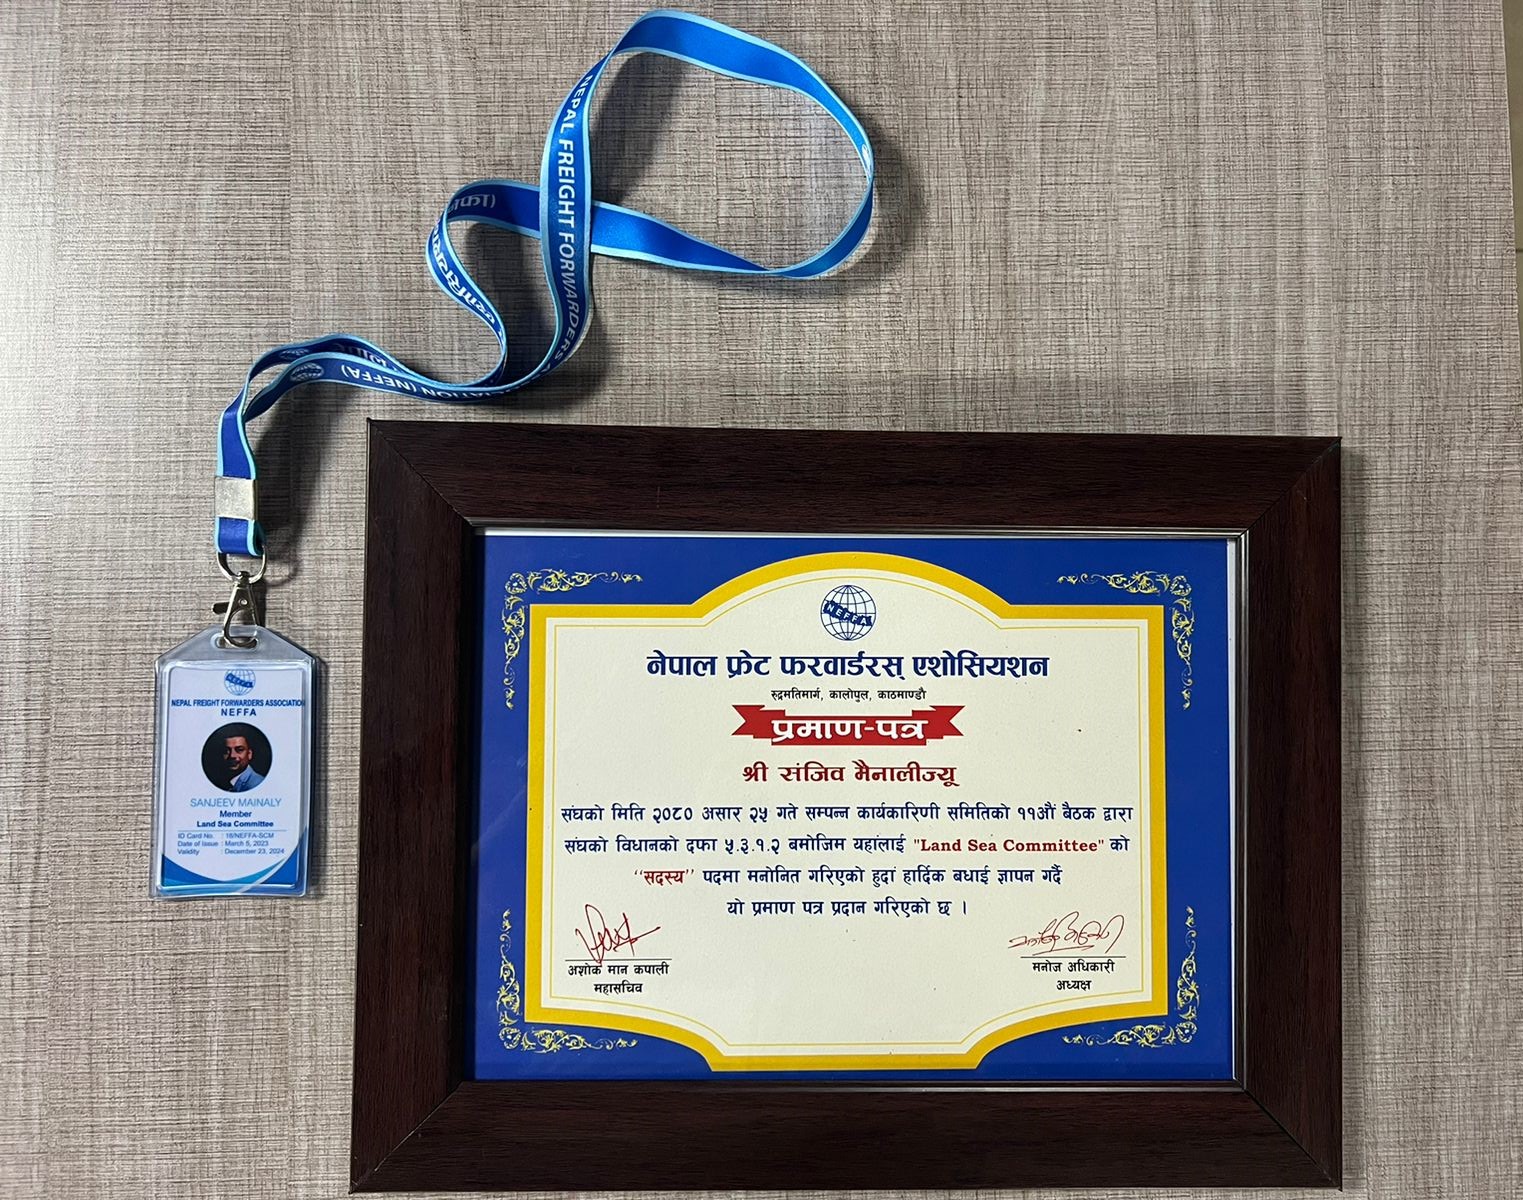 NEPAL FREIGHT FORWARDERS
एशोसियशन
CIATION (NEFFA)
NEFFA
NEPAL FREIGHT FORWARDERS ASSOCIATION
NEFFA
SANJEEV MAINALY
Member
Land Sea Committee
ID Card No. : 18/NEFFA-SCM
Date of Issue : March 5, 2023
Validity : December 23, 2024
NEFFA
नेपाल फ्रेट फरवार्डरस् एशोसियशन
रुद्रमतिमार्ग, कालोपुल, काठमाण्डौ
प्रमाण-पत्र
श्री संजिव मैनालीज्यू
संघको मिति २०८० असार २५ गते सम्पन्न कार्यकारिणी समितिको ११औं बैठक द्वारा
संघको विधानको दफा ५.३.१.२ बमोजिम यहांलाई "Land Sea Committee" को
“सदस्य” पदमा मनोनित गरिएको हुदां हार्दिक बधाई ज्ञापन गर्दै
यो प्रमाण पत्र प्रदान गरिएको छ ।
अशोक मान कपाली
महासचिव
मनोज अधिकारी
अध्यक्ष